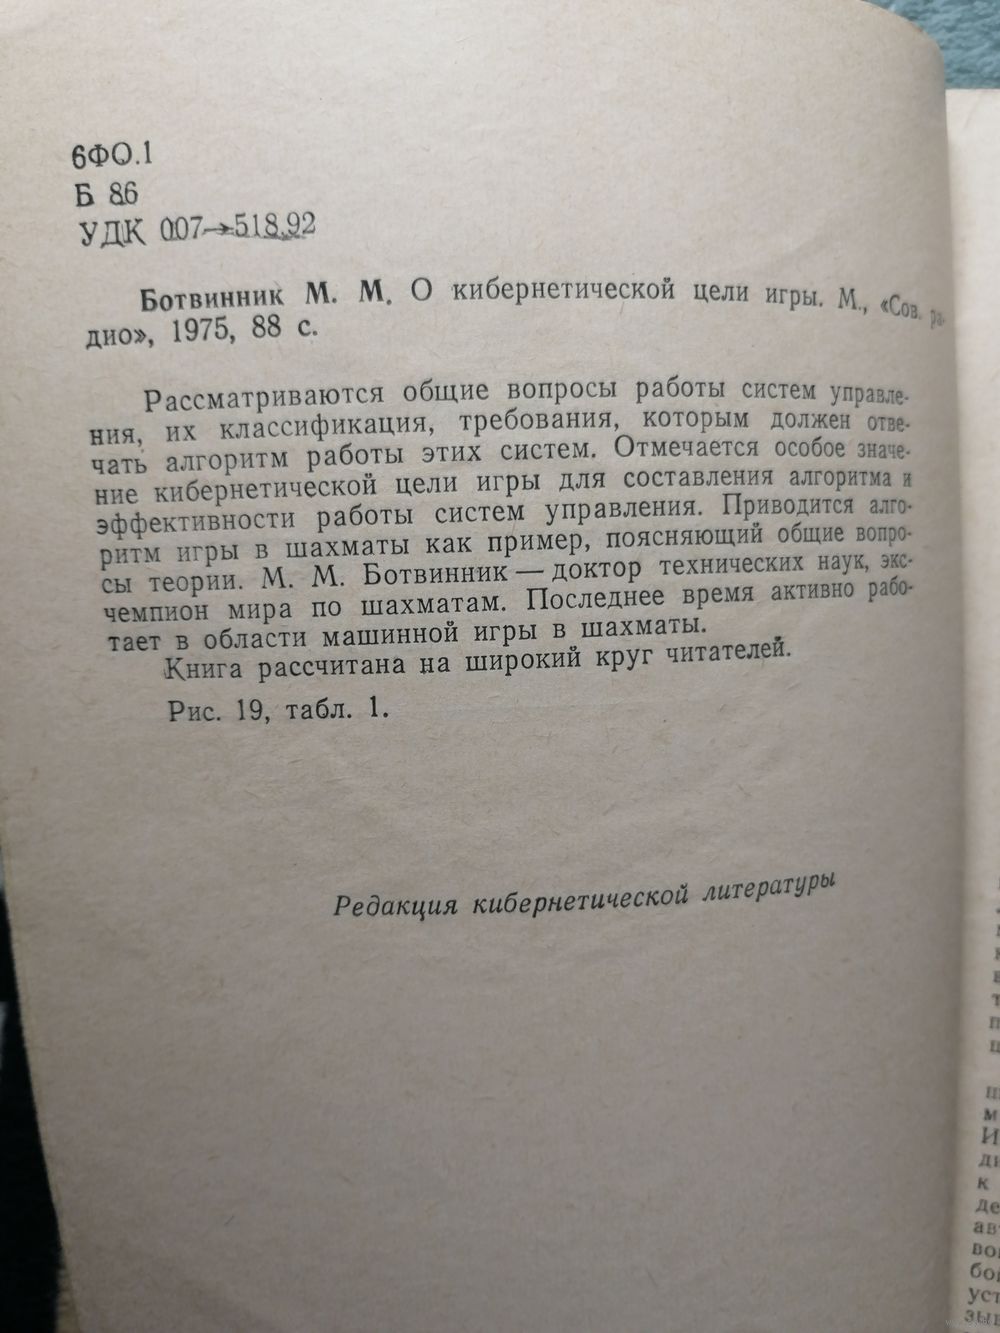 6ФО.1
Б 86
УДК 007→518.92
Ботвинник М. М. О кибернетической цели игры. М., «Сов. ра-
дио», 1975, 88 с.
Рассматриваются общие вопросы работы систем управле-
ния, их классификация, требования, которым должен отве-
чать алгоритм работы этих систем. Отмечается особое значе-
ние кибернетической цели игры для составления алгоритма и
эффективности работы систем управления. Приводится алго-
ритм игры в шахматы как пример, поясняющий общие вопро-
сы теории. М. М. Ботвинник — доктор технических наук, экс-
чемпион мира по шахматам. Последнее время активно рабо-
тает в области машинной игры в шахматы.
Книга рассчитана на широкий круг читателей.
Рис. 19, табл. 1.
Редакция кибернетической литературы